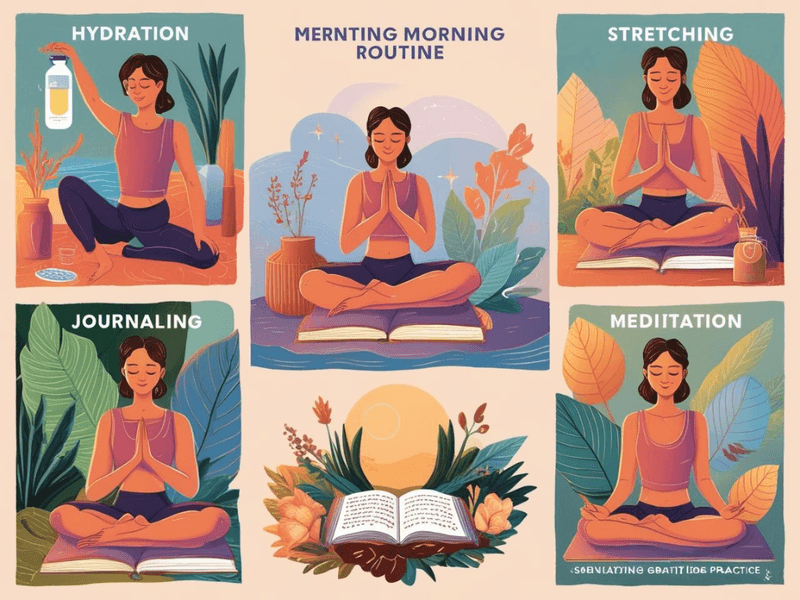 HYDRATION
MERNTING MORNING
ROUTINE
STRETCHING
JOURNALING
MEDITATION